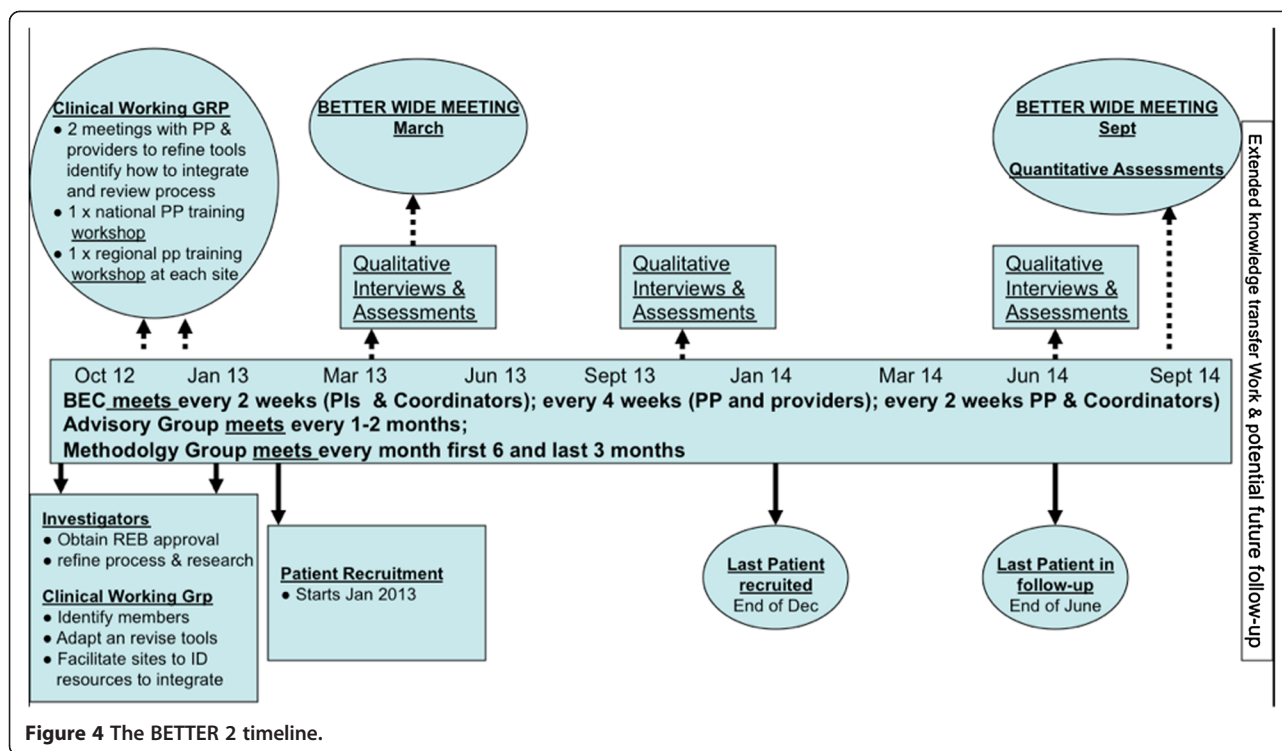 Clinical Working GRP
● 2 meetings with PP &
providers to refine tools
identify how to integrate
and review process
● 1 x national PP training
workshop
● 1 x regional pp training
workshop at each site
BETTER WIDE MEETING
March
BETTER WIDE MEETING
Sept
Quantitative Assessments
Qualitative
Interviews &
Assessments
Qualitative
Interviews &
Assessments
Qualitative
Interviews &
Assessments
Oct 12 Jan 13 Mar 13 Jun 13 Sept 13 Jan 14 Mar 14 Jun 14 Sept 14
BEC meets every 2 weeks (PIs & Coordinators); every 4 weeks (PP and providers); every 2 weeks PP & Coordinators)
Advisory Group meets every 1-2 months;
Methodolgy Group meets every month first 6 and last 3 months
Investigators
● Obtain REB approval
● refine process & research
Clinical Working Grp
● Identify members
● Adapt an revise tools
● Facilitate sites to ID
resources to integrate
Patient Recruitment
● Starts Jan 2013
Last Patient
recruited
End of Dec
Last Patient in
follow-up
End of June
Extended knowledge transfer Work & potential future follow-up
Figure 4 The BETTER 2 timeline.